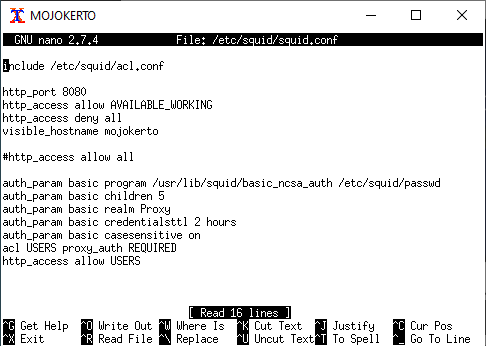 MOJOKERTO
GNU nano 2.7.4 File: /etc/squid/squid.conf
include /etc/squid/acl.conf
http_port 8080
http_access allow AVAILABLE_WORKING
http_access deny all
visible_hostname mojokerto
#http_access allow all
auth_param basic program /usr/lib/squid/basic_ncsa_auth /etc/squid/passwd
auth_param basic children 5
auth_param basic realm Proxy
auth_param basic credentialsttl 2 hours
auth_param basic casesensitive on
acl USERS proxy_auth REQUIRED
http_access allow USERS
[ Read 16 lines ]
^G Get Help ^O Write Out ^W Where Is ^K Cut Text ^J Justify ^C Cur Pos
^X Exit ^R Read File ^\ Replace ^U Uncut Text ^T To Spell ^_ Go To Line